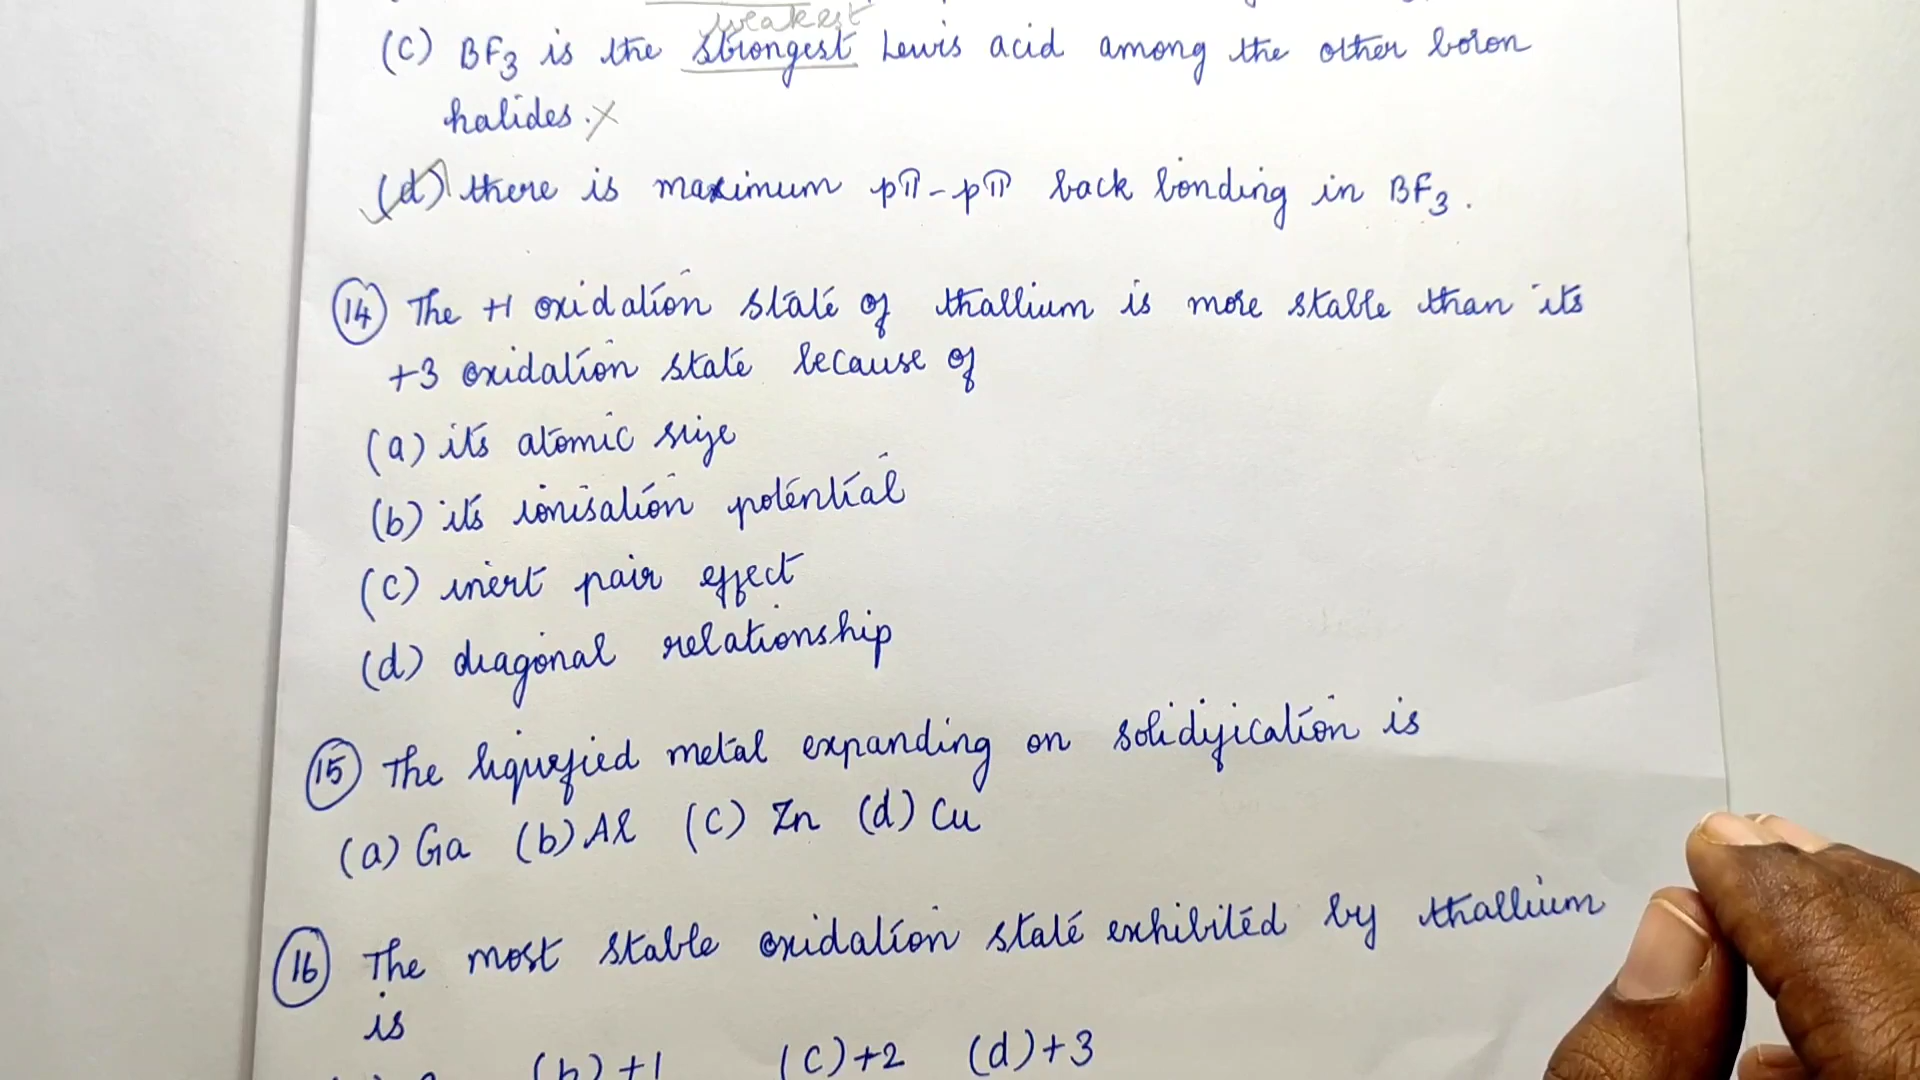 weakest
(C) BF3 is the strongest Lewis acid among the other boron
halides. X
(d) there is maximum pπ-pπ back bonding in BF3.
(14) The +1 oxidation state of thallium is more stable than its
+3 oxidation state because of
(a) its atomic size
(b) its ionisation potential
(c) inert pair effect
(d) diagonal relationship
(15) The liquefied metal expanding on solidification is
(a) Ga (b) Al (c) Zn (d) Cu
(16) The most stable oxidation state exhibited by thallium
is
(b) +1 (c) +2 (d) +3